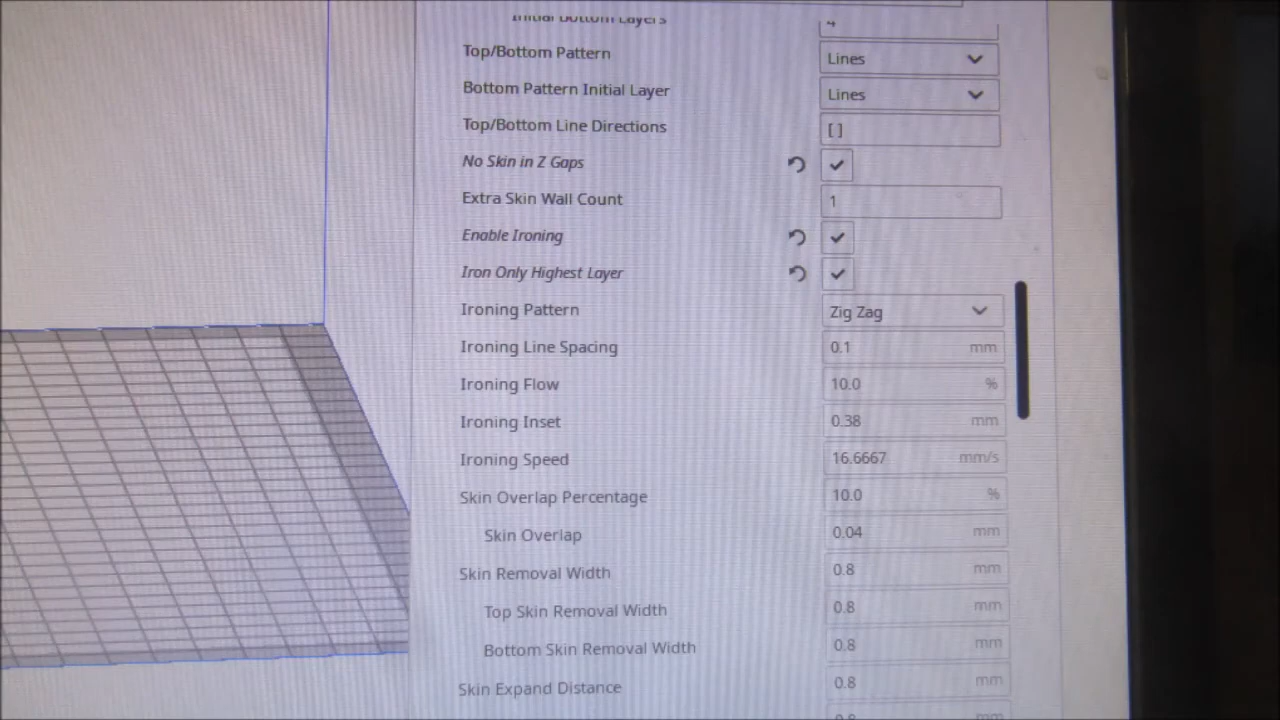 Initial Bottom Layers 4
Top/Bottom Pattern Lines
Bottom Pattern Initial Layer Lines
Top/Bottom Line Directions []
No Skin in Z Gaps
Extra Skin Wall Count 1
Enable Ironing
Iron Only Highest Layer
Ironing Pattern Zig Zag
Ironing Line Spacing 0.1 mm
Ironing Flow 10.0 %
Ironing Inset 0.38 mm
Ironing Speed 16.6667 mm/s
Skin Overlap Percentage 10.0 %
Skin Overlap 0.04 mm
Skin Removal Width 0.8 mm
Top Skin Removal Width 0.8 mm
Bottom Skin Removal Width 0.8 mm
Skin Expand Distance 0.8 mm